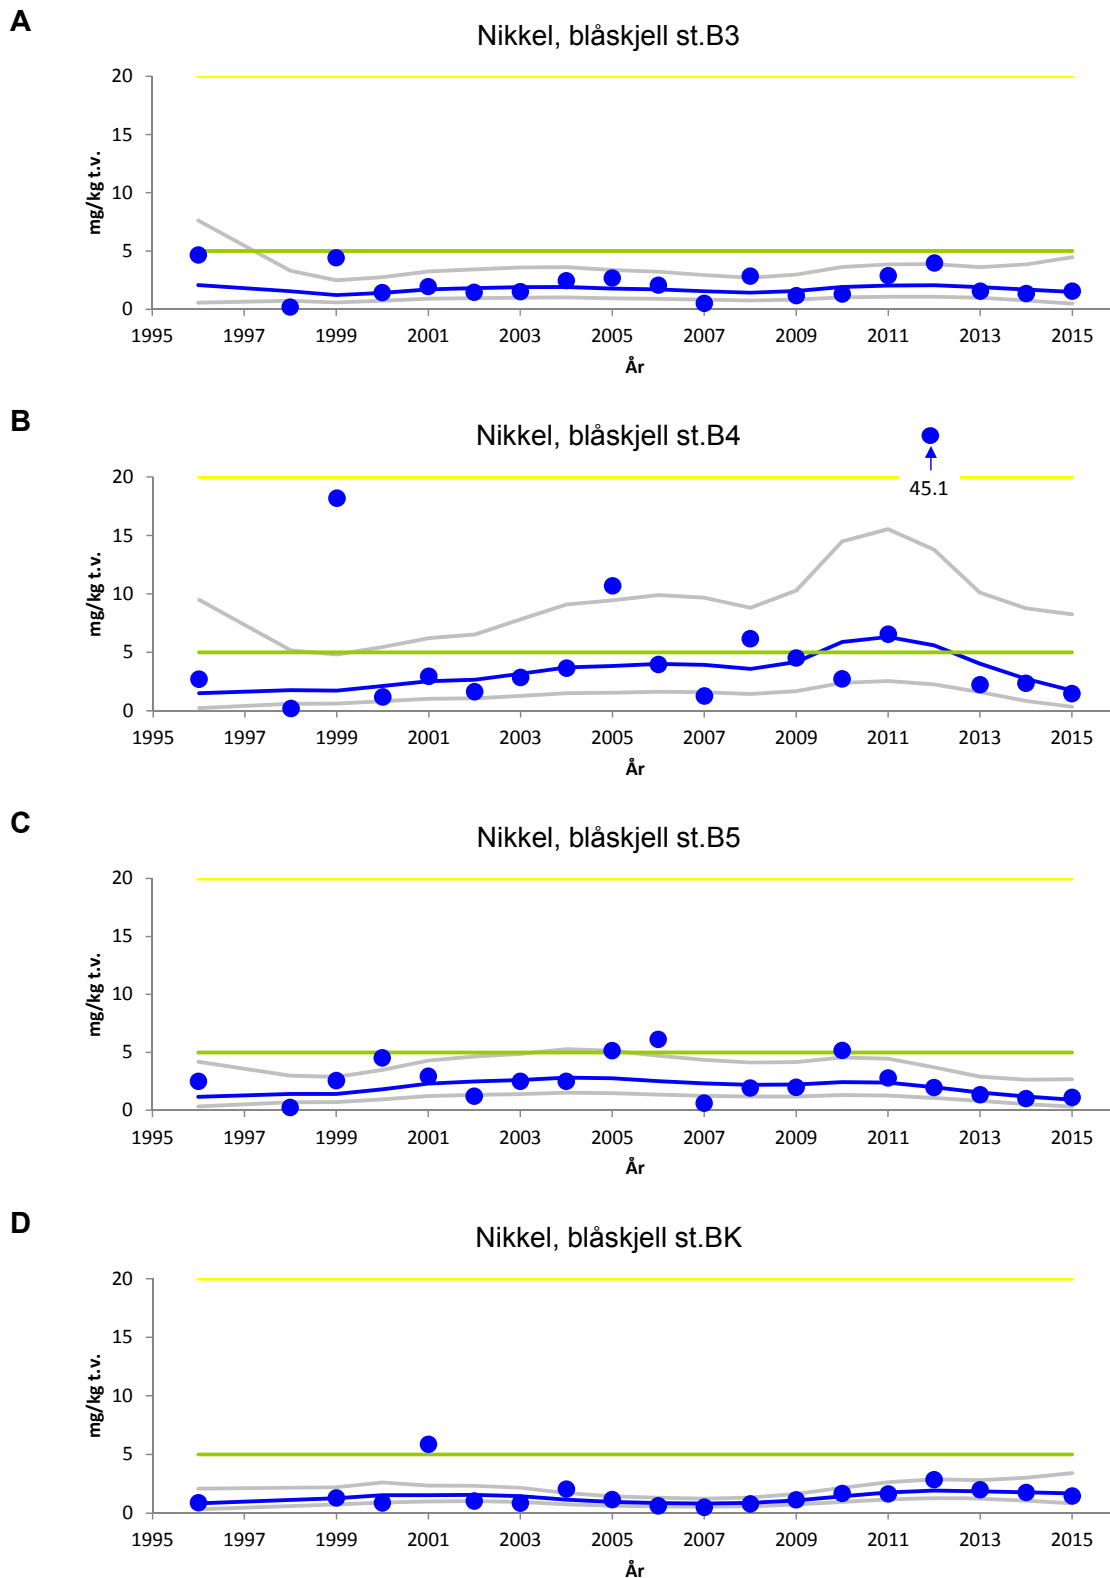 A
Nikkel, blåskjell st.B3
20
15
10
5
0
mg/kg t.v.
1995 1997 1999 2001 2003 2005 2007 2009 2011 2013 2015
År
B
Nikkel, blåskjell st.B4
45.1
20
15
10
5
0
mg/kg t.v.
1995 1997 1999 2001 2003 2005 2007 2009 2011 2013 2015
År
C
Nikkel, blåskjell st.B5
20
15
10
5
0
mg/kg t.v.
1995 1997 1999 2001 2003 2005 2007 2009 2011 2013 2015
År
D
Nikkel, blåskjell st.BK
20
15
10
5
0
mg/kg t.v.
1995 1997 1999 2001 2003 2005 2007 2009 2011 2013 2015
År